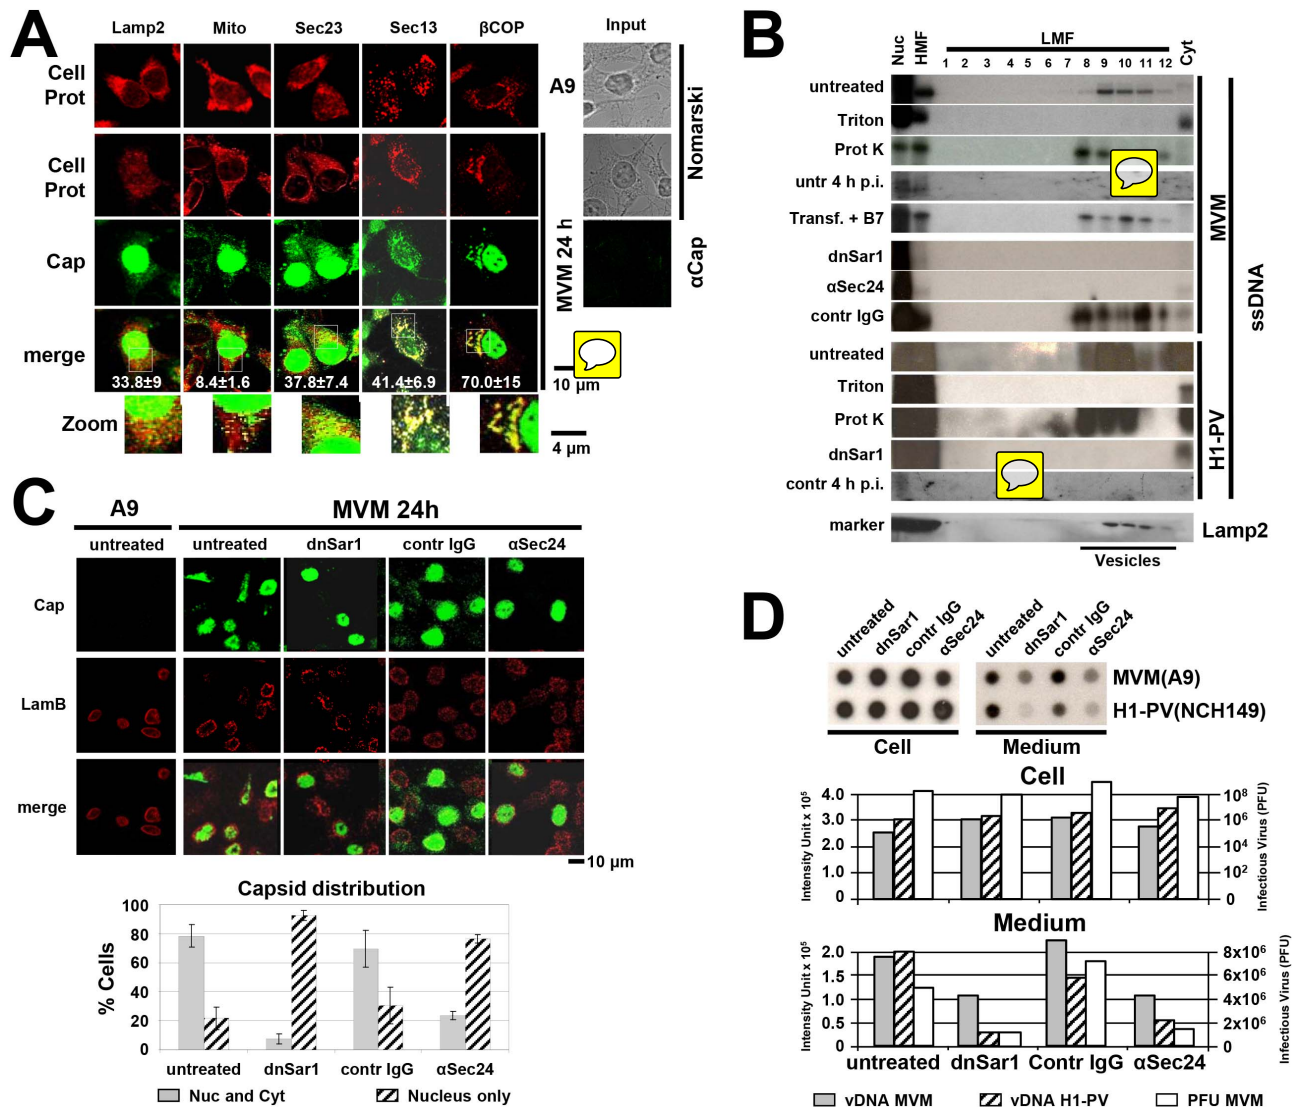 A
Lamp2 Mito Sec23 Sec13 βCOP Input
Cell Prot
A9
Cell Prot
Cap
merge
MVM 24 h
Nomarski
αCap
33.8±9 8.4±1.6 37.8±7.4 41.4±6.9 70.0±15
10 µm
Zoom
4 µm
B
Nuc HMF LMF Cyt
1 2 3 4 5 6 7 8 9 10 11 12
untreated
Triton
Prot K
untr 4 h p.i.
Transf. + B7
dnSar1
αSec24
contr IgG
MVM
untreated
Triton
Prot K
dnSar1
contr 4 h p.i.
H1-PV
ssDNA
marker Lamp2
Vesicles
C
A9 MVM 24h
untreated untreated dnSar1 contr IgG αSec24
Cap
LamB
merge
10 µm
Capsid distribution
% Cells
100
80
60
40
20
0
untreated dnSar1 contr IgG αSec24
Nuc and Cyt Nucleus only
D
untreated dnSar1 contr IgG αSec24 untreated dnSar1 contr IgG αSec24
MVM(A9)
H1-PV(NCH149)
Cell Medium
Cell
Intensity Unit x 10⁵
4.0
3.0
2.0
1.0
0
10⁸
10⁶
10⁴
10²
0
Infectious Virus (PFU)
Medium
Intensity Unit x 10⁵
2.0
1.5
1.0
0.5
0
8x10⁶
6x10⁶
4x10⁶
2x10⁶
0
Infectious Virus (PFU)
untreated dnSar1 Contr IgG αSec24
vDNA MVM vDNA H1-PV PFU MVM